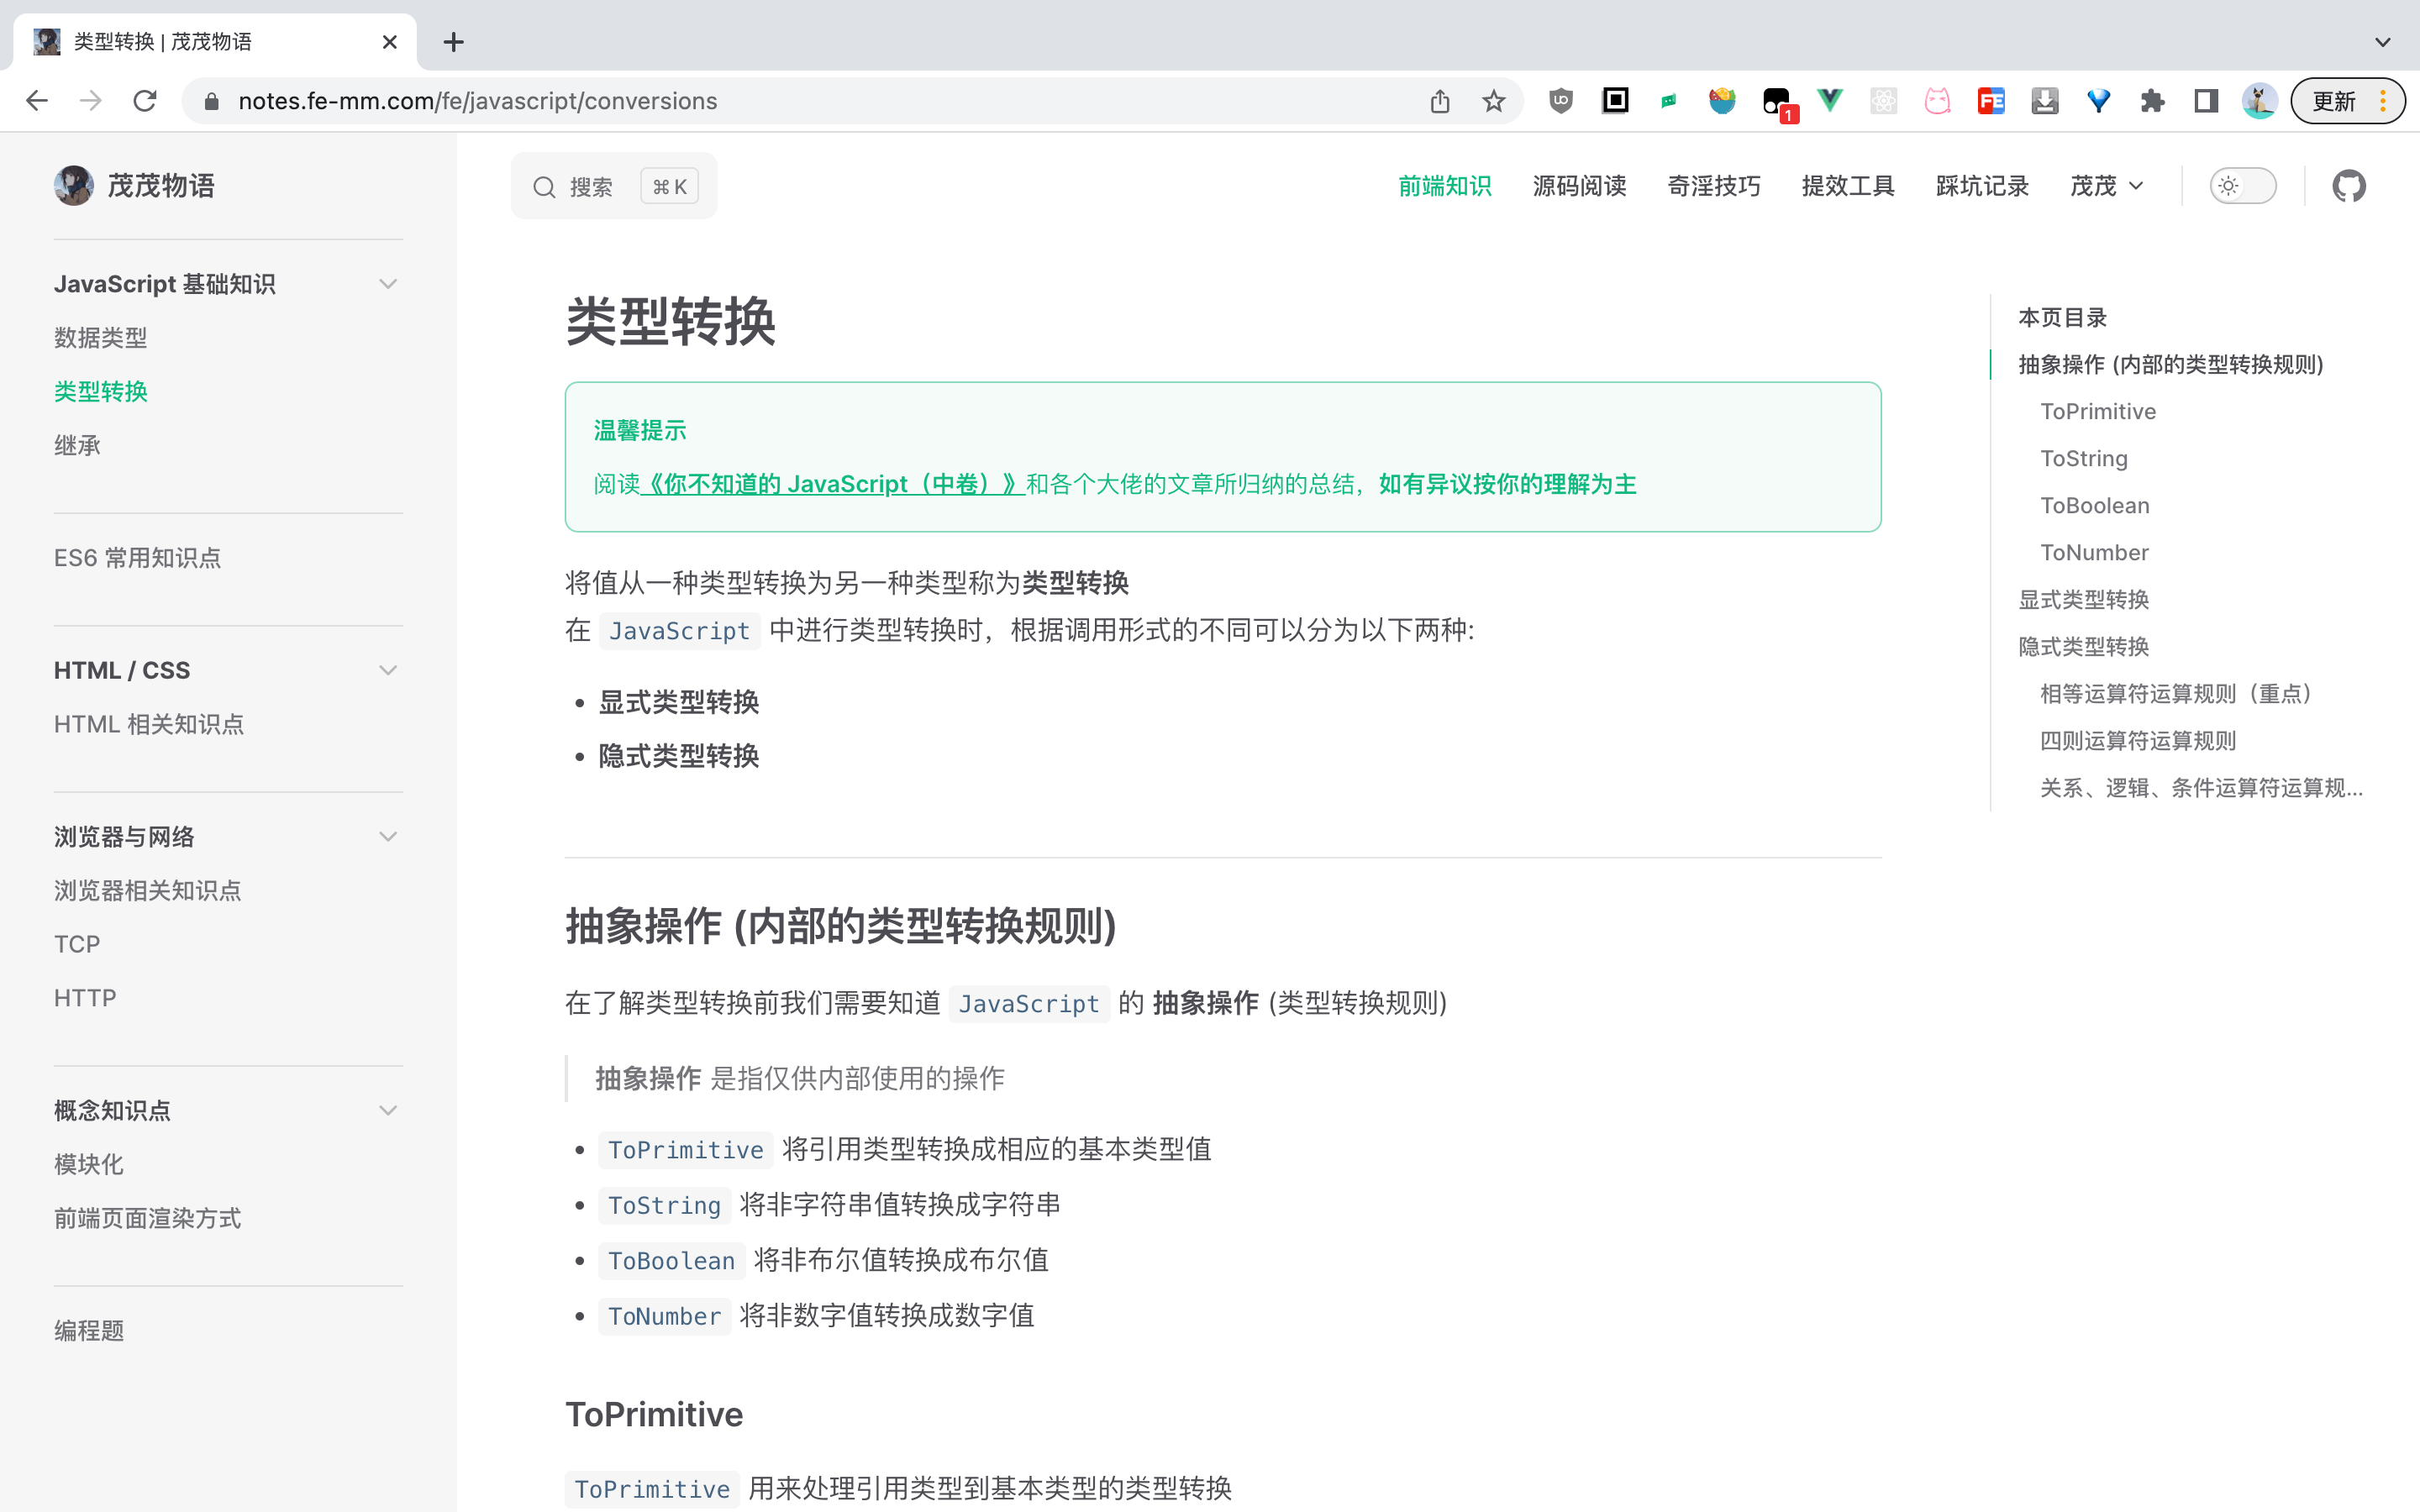 类型转换 | 茂茂物语
notes.fe-mm.com/fe/javascript/conversions
1
更新
茂茂物语
搜索 ⌘ K
前端知识 源码阅读 奇淫技巧 提效工具 踩坑记录 茂茂
JavaScript 基础知识
数据类型
类型转换
继承
ES6 常用知识点
HTML / CSS
HTML 相关知识点
浏览器与网络
浏览器相关知识点
TCP
HTTP
概念知识点
模块化
前端页面渲染方式
编程题
类型转换
温馨提示
阅读《你不知道的 JavaScript（中卷）》和各个大佬的文章所归纳的总结，如有异议按你的理解为主
将值从一种类型转换为另一种类型称为类型转换
在 JavaScript 中进行类型转换时，根据调用形式的不同可以分为以下两种:
• 显式类型转换
• 隐式类型转换
抽象操作 (内部的类型转换规则)
在了解类型转换前我们需要知道 JavaScript 的 抽象操作 (类型转换规则)
抽象操作 是指仅供内部使用的操作
• ToPrimitive 将引用类型转换成相应的基本类型值
• ToString 将非字符串值转换成字符串
• ToBoolean 将非布尔值转换成布尔值
• ToNumber 将非数字值转换成数字值
ToPrimitive
ToPrimitive 用来处理引用类型到基本类型的类型转换
本页目录
抽象操作 (内部的类型转换规则)
ToPrimitive
ToString
ToBoolean
ToNumber
显式类型转换
隐式类型转换
相等运算符运算规则（重点）
四则运算符运算规则
关系、逻辑、条件运算符运算规...